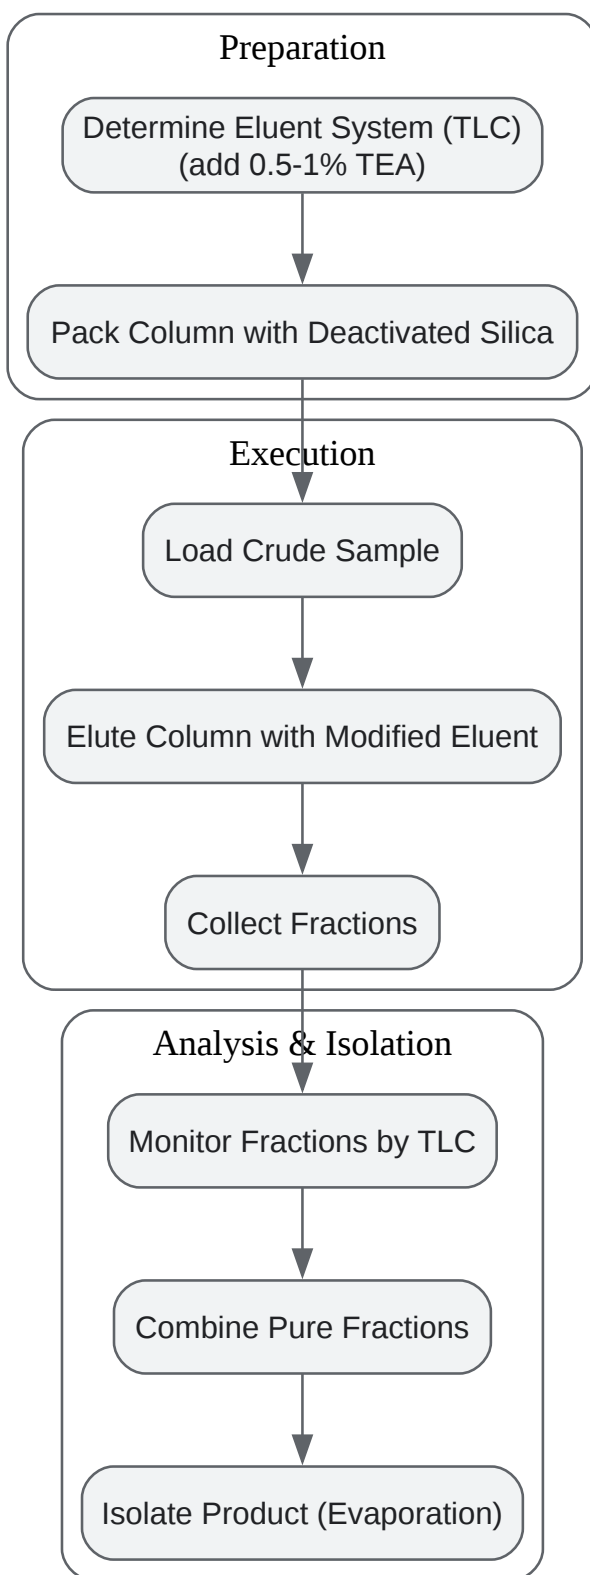 Preparation
Determine Eluent System (TLC)
(add 0.5-1% TEA)
Pack Column with Deactivated Silica
Execution
Load Crude Sample
Elute Column with Modified Eluent
Collect Fractions
Analysis & Isolation
Monitor Fractions by TLC
Combine Pure Fractions
Isolate Product (Evaporation)